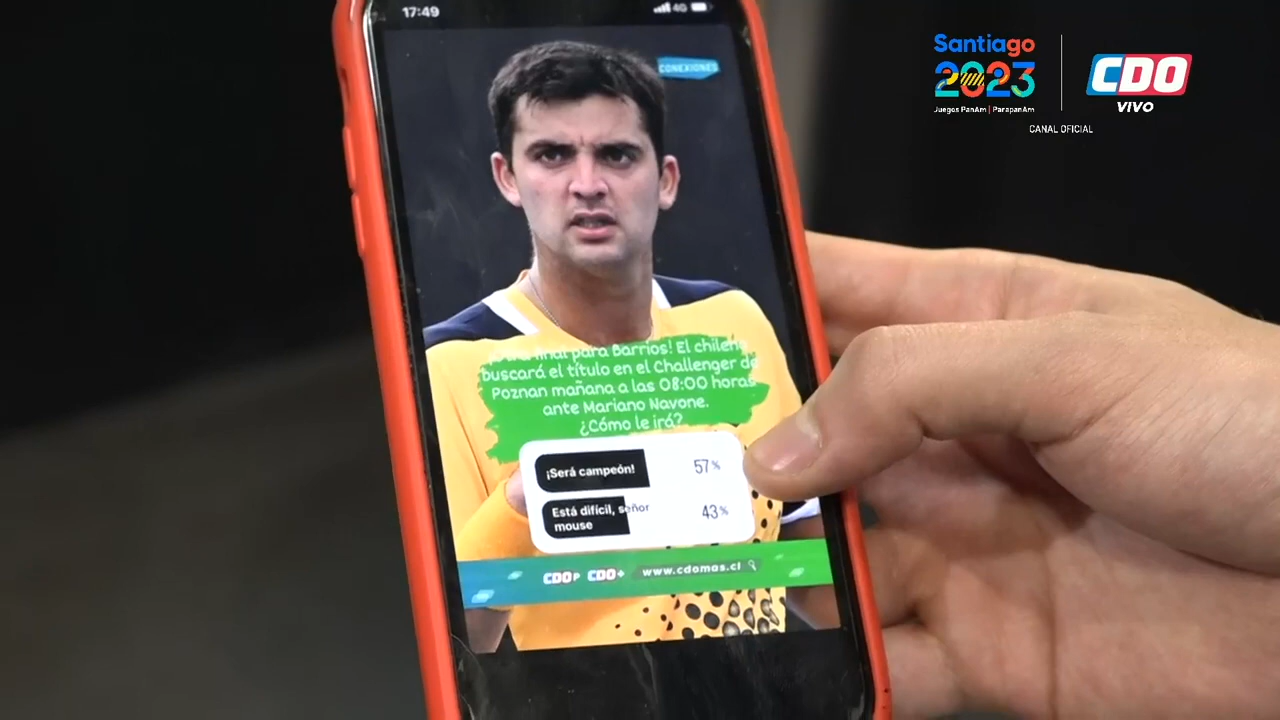 17:49
4G
CONEXIONES
Santiago
2023
Juegos PanAm | ParapanAm
CDO
VIVO
CANAL OFICIAL
final para Barrios! El chileno
buscará el título en el Challenger de
Poznan mañana a las 08:00 horas
ante Mariano Navone.
¿Cómo le irá?
¡Será campeón! 57%
Está difícil, señor
mouse 43%
CDOP CDO+ www.cdomas.cl